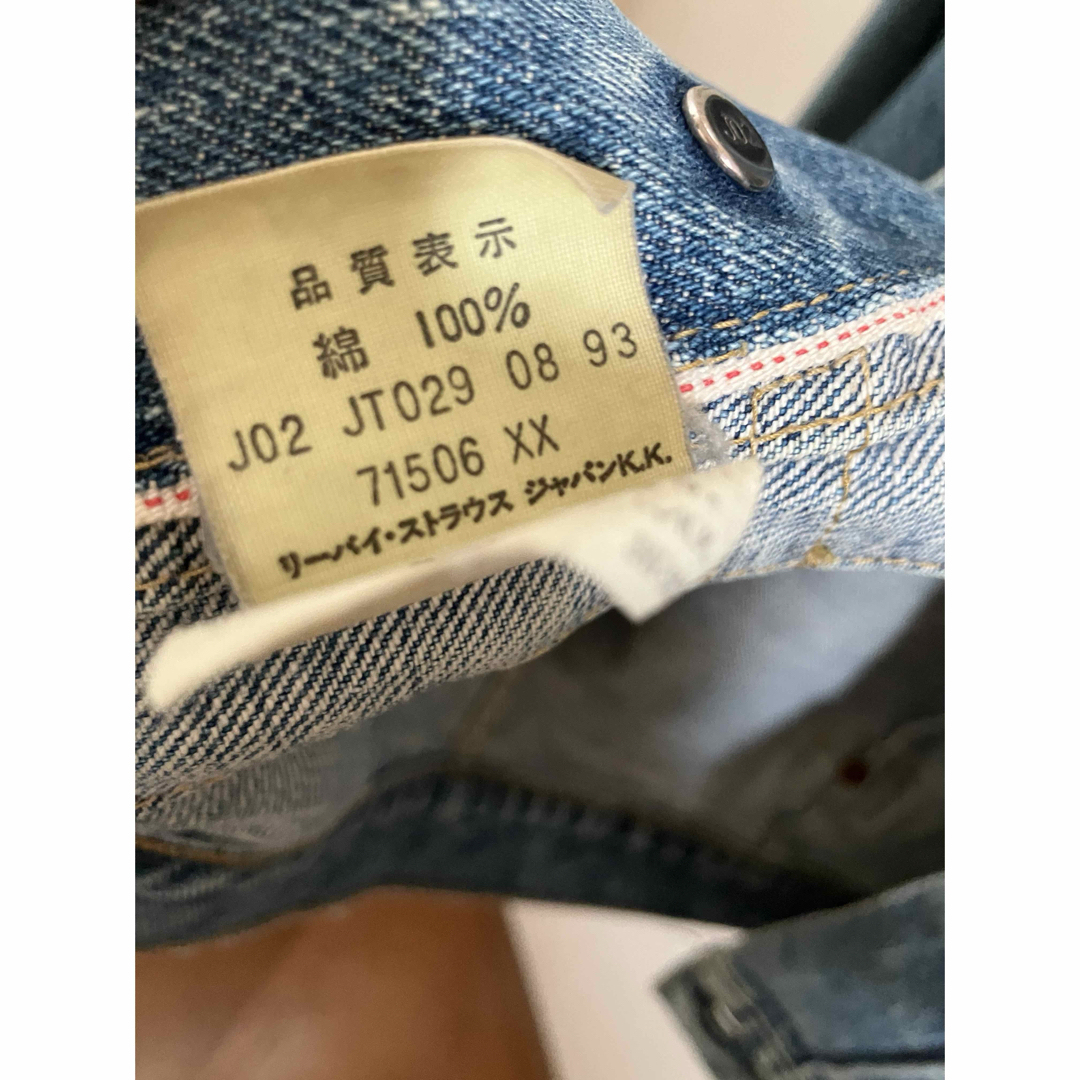 J02
品質表示
綿 100%
J02 JT029 08 93
71506 XX
リーバイ・ストラウス ジャパンK.K.